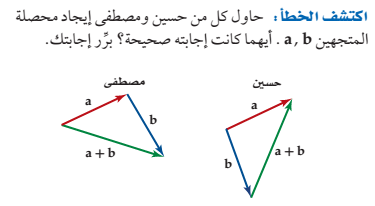 اكتشف الخطأ: حاول كل من حسين ومصطفى إيجاد محصلة
المتجهين a, b . أيهما كانت إجابته صحيحة؟ برِّر إجابتك.
حسين
a
b
a + b
مصطفى
a
b
a + b